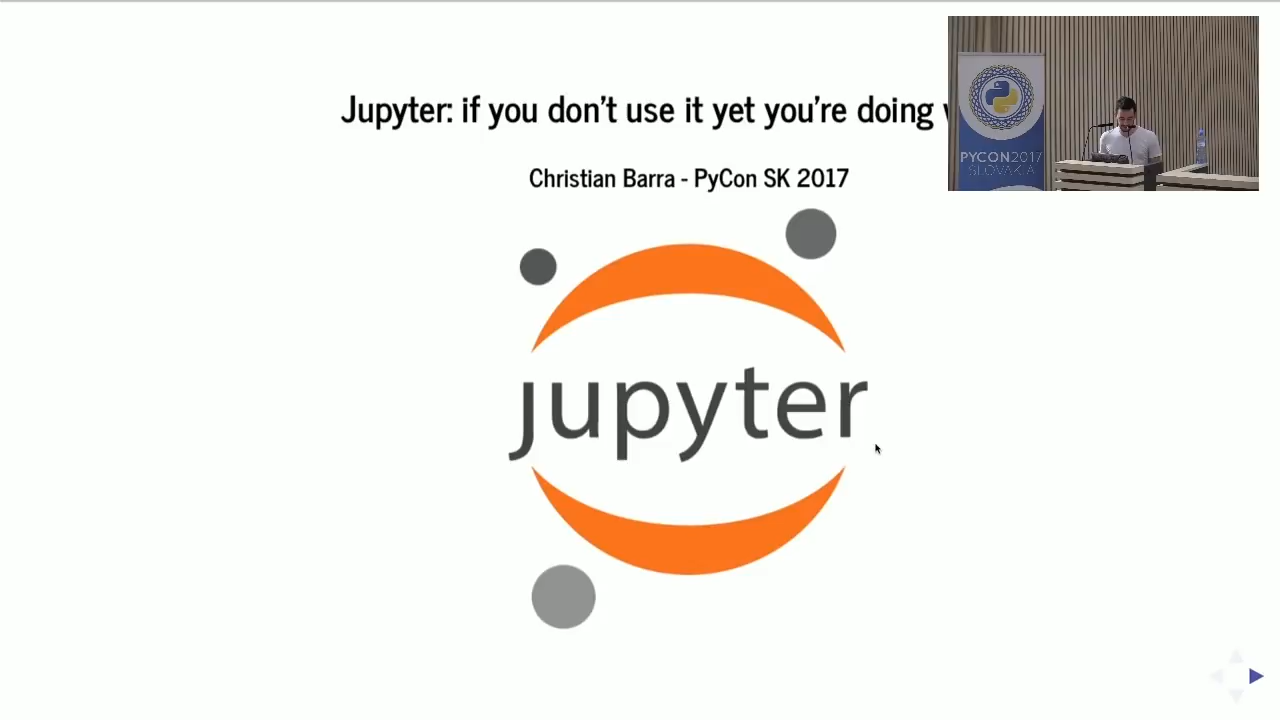 Jupyter: if you don't use it yet you're doing
Christian Barra - PyCon SK 2017
jupyter
PYCON2017
SLOVAKIA